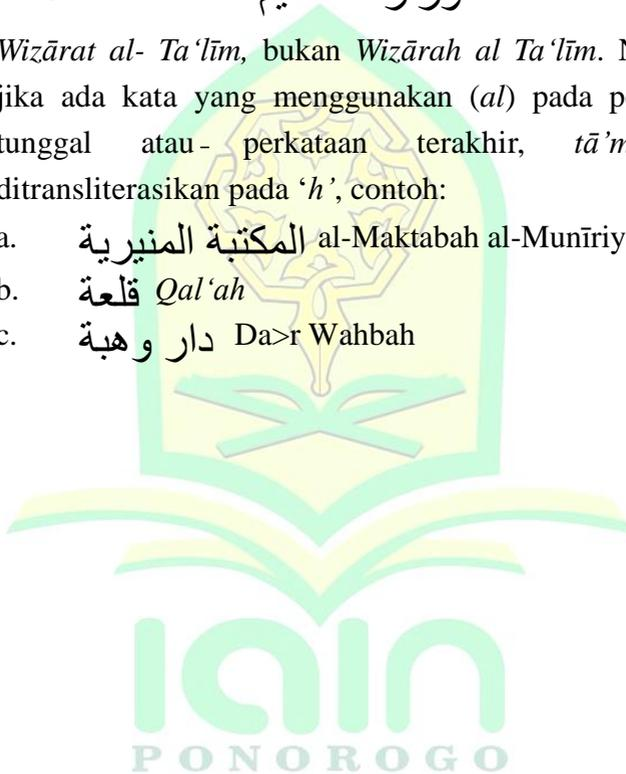 Wizārat al- Ta‘līm, bukan Wizārah al Ta‘līm. N
jika ada kata yang menggunakan (al) pada p
tunggal atau- perkataan terakhir, tā’m
ditransliterasikan pada ‘h’, contoh:
a. المكتبة المنيرية al-Maktabah al-Munīriy
b. قلعة Qal‘ah
c. دار وهبة Da>r Wahbah
iain
PONOROGO